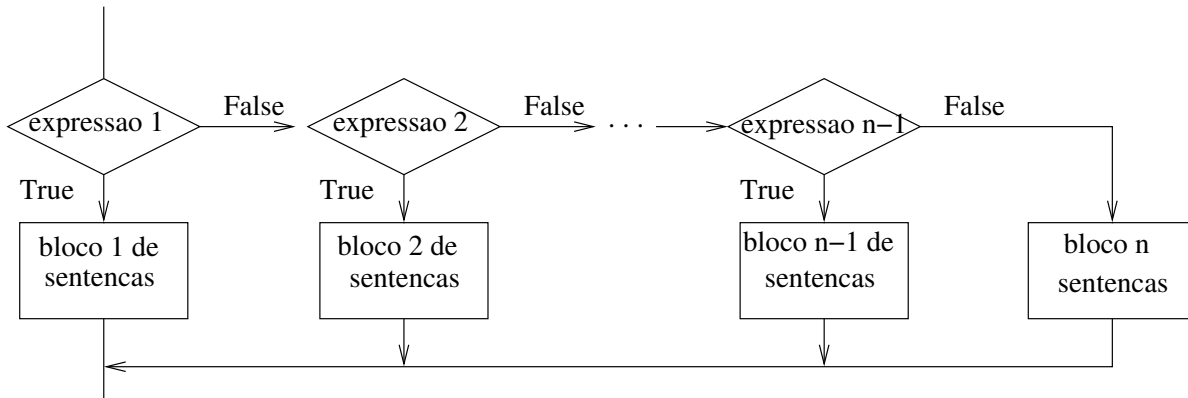 expressao 1
False
expressao 2
False
. . .
expressao n−1
False
True
True
True
bloco 1 de
sentencas
bloco 2 de
sentencas
bloco n−1 de
sentencas
bloco n
sentencas